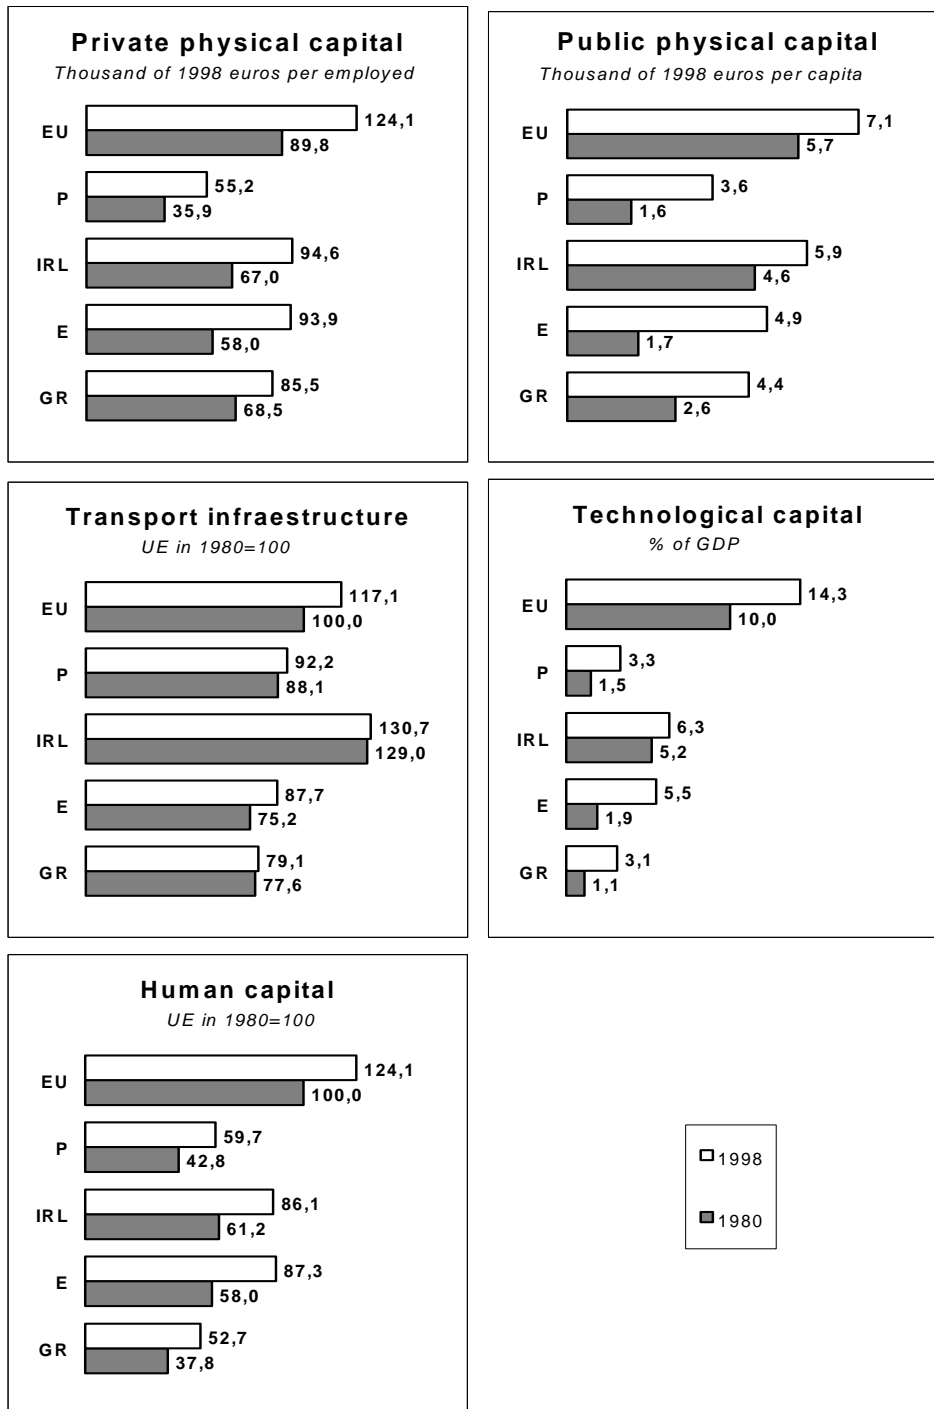 Private physical capital
Thousand of 1998 euros per employed
EU
124,1
89,8
P
55,2
35,9
IRL
94,6
67,0
E
93,9
58,0
GR
85,5
68,5
Public physical capital
Thousand of 1998 euros per capita
EU
7,1
5,7
P
3,6
1,6
IRL
5,9
4,6
E
4,9
1,7
GR
4,4
2,6
Transport infraestructure
UE in 1980=100
EU
117,1
100,0
P
92,2
88,1
IRL
130,7
129,0
E
87,7
75,2
GR
79,1
77,6
Technological capital
% of GDP
EU
14,3
10,0
P
3,3
1,5
IRL
6,3
5,2
E
5,5
1,9
GR
3,1
1,1
Human capital
UE in 1980=100
EU
124,1
100,0
P
59,7
42,8
IRL
86,1
61,2
E
87,3
58,0
GR
52,7
37,8
1998
1980